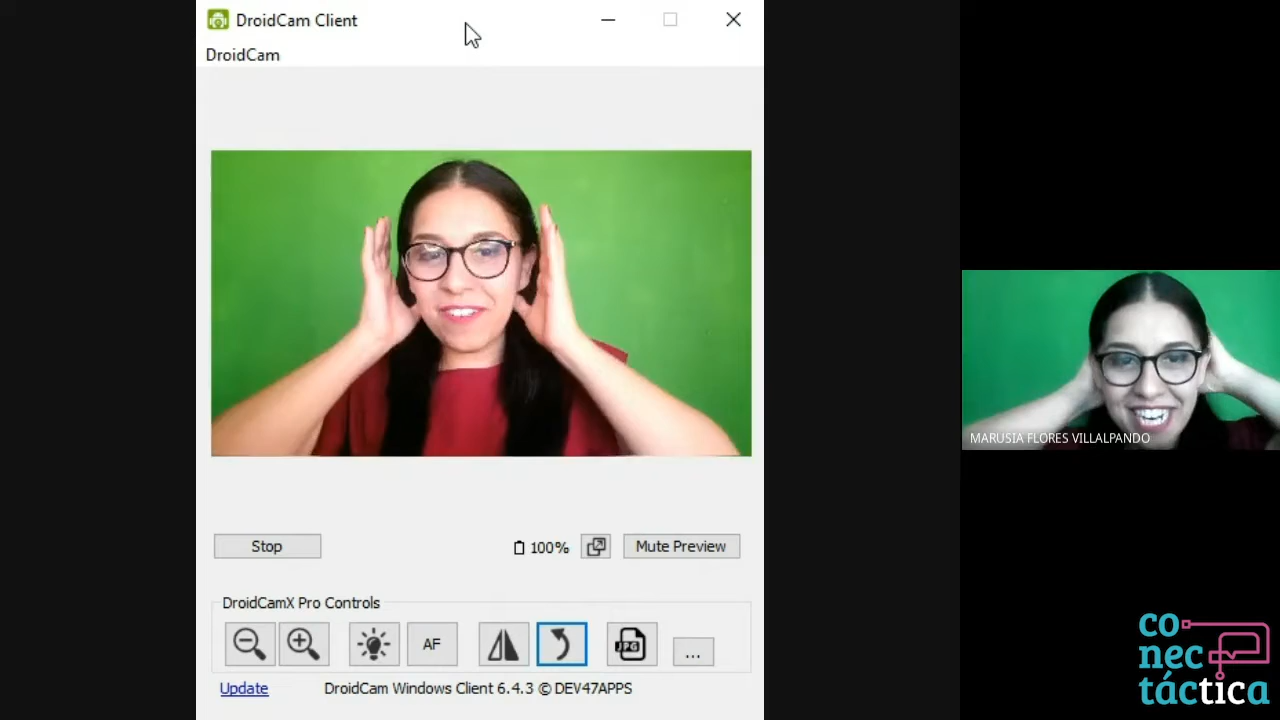 DroidCam Client
DroidCam
Stop
100%
Mute Preview
DroidCamX Pro Controls
AF
JPG
...
Update
DroidCam Windows Client 6.4.3 © DEV47APPS
MARUSIA FLORES VILLALPANDO
co
nec
táctica